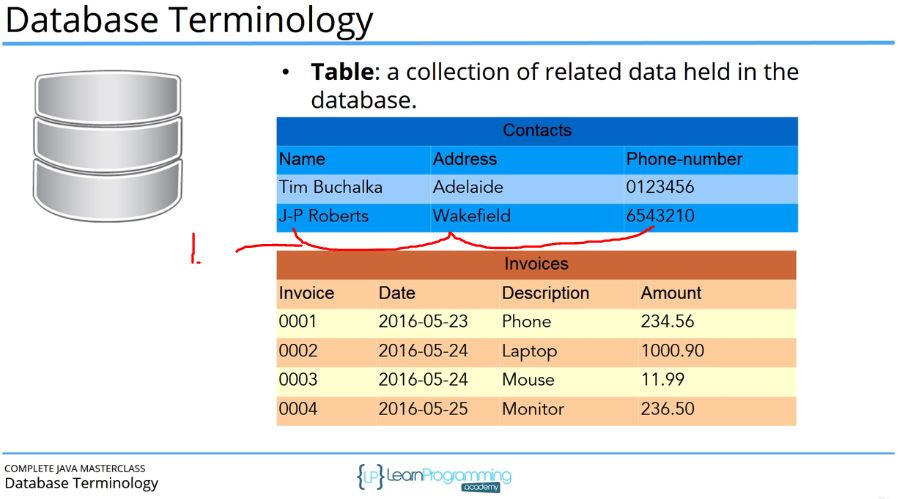 Database Terminology
• Table: a collection of related data held in the
database.
Contacts
Name Address Phone-number
Tim Buchalka Adelaide 0123456
J-P Roberts Wakefield 6543210
1.
Invoices
Invoice Date Description Amount
0001 2016-05-23 Phone 234.56
0002 2016-05-24 Laptop 1000.90
0003 2016-05-24 Mouse 11.99
0004 2016-05-25 Monitor 236.50
COMPLETE JAVA MASTERCLASS
Database Terminology
{LP} LearnProgramming
academy